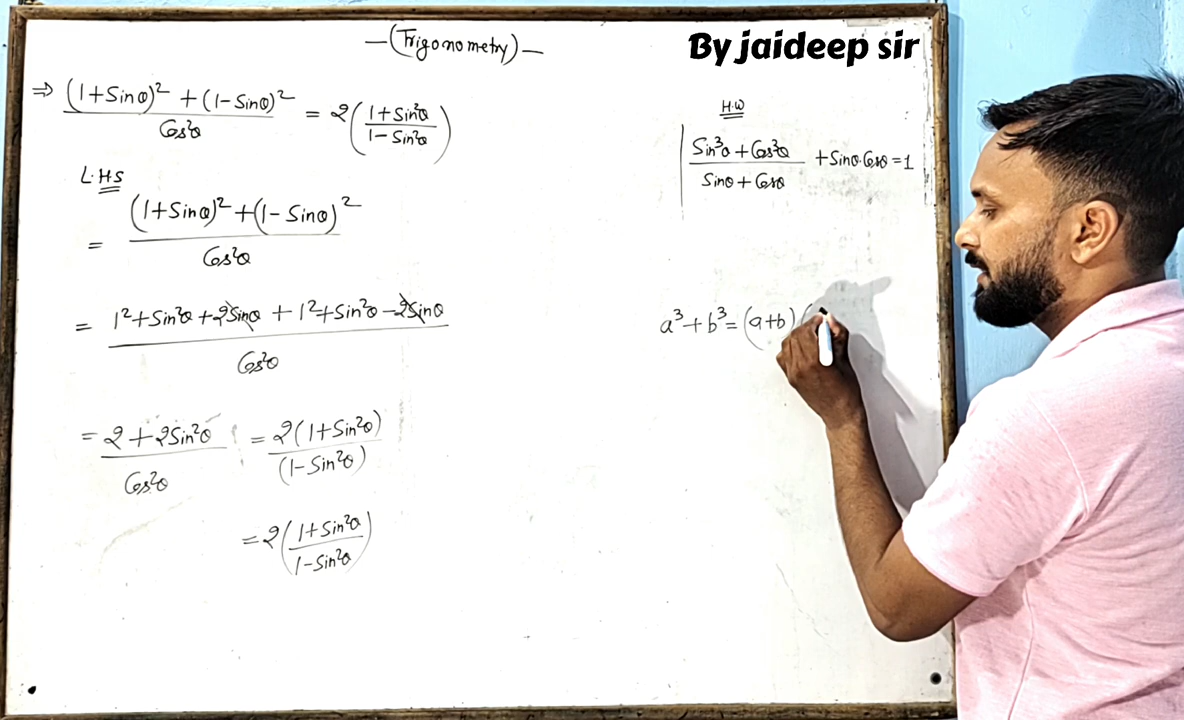 —(Trigonometry)—
By jaideep sir
⇒ (1+Sinθ)² + (1-Sinθ)² / Cos²θ = 2(1+Sin²θ / 1-Sin²θ)
L.HS
= (1+Sinθ)² + (1-Sinθ)² / Cos²θ
= 1²+Sin²θ+2Sinθ + 1²+Sin²θ-2Sinθ / Cos²θ
= 2+2Sin²θ / Cos²θ = 2(1+Sin²θ) / (1-Sin²θ)
= 2(1+Sin²θ / 1-Sin²θ)
H.W
Sin³θ + Cos³θ / Sinθ + Cosθ + Sinθ.Cosθ = 1
a³+b³ = (a+b)(